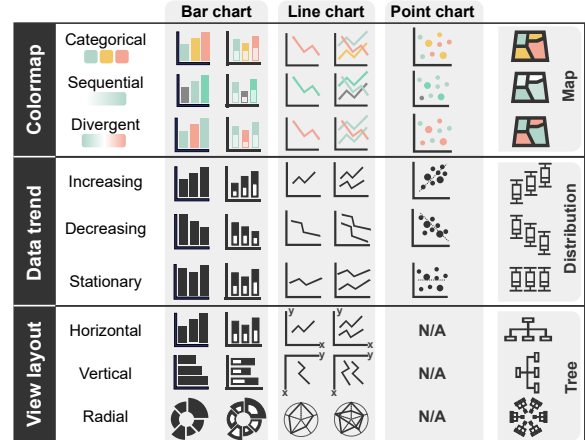 Bar chart Line chart Point chart
Colormap
Categorical
Sequential
Divergent
Map
Data trend
Increasing
Decreasing
Stationary
Distribution
View layout
Horizontal
y
x
y
x
N/A
Vertical
y
x
y
x
N/A
Radial
N/A
Tree